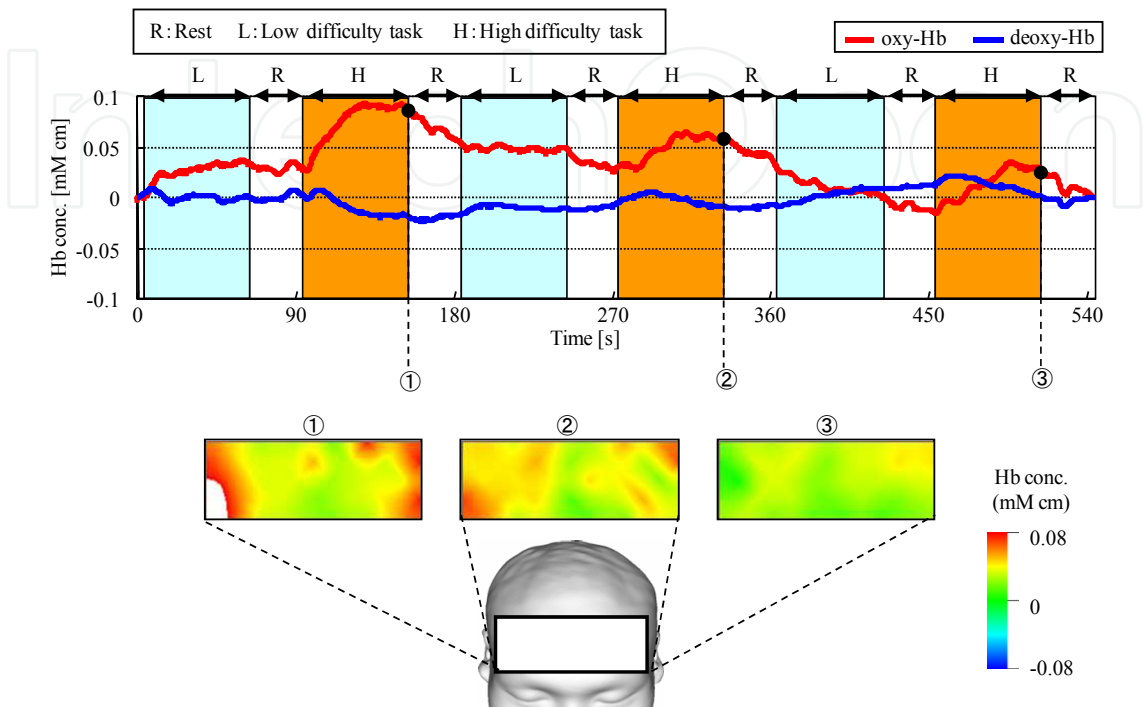 R:Rest L:Low difficulty task H:High difficulty task
oxy-Hb deoxy-Hb
L R H R L R H R L R H R
Hb conc. [mM cm]
0.1
0.05
0
-0.05
-0.1
0 90 180 270 360 450 540
Time [s]
① ② ③
① ② ③
Hb conc.
(mM cm)
0.08
0
-0.08